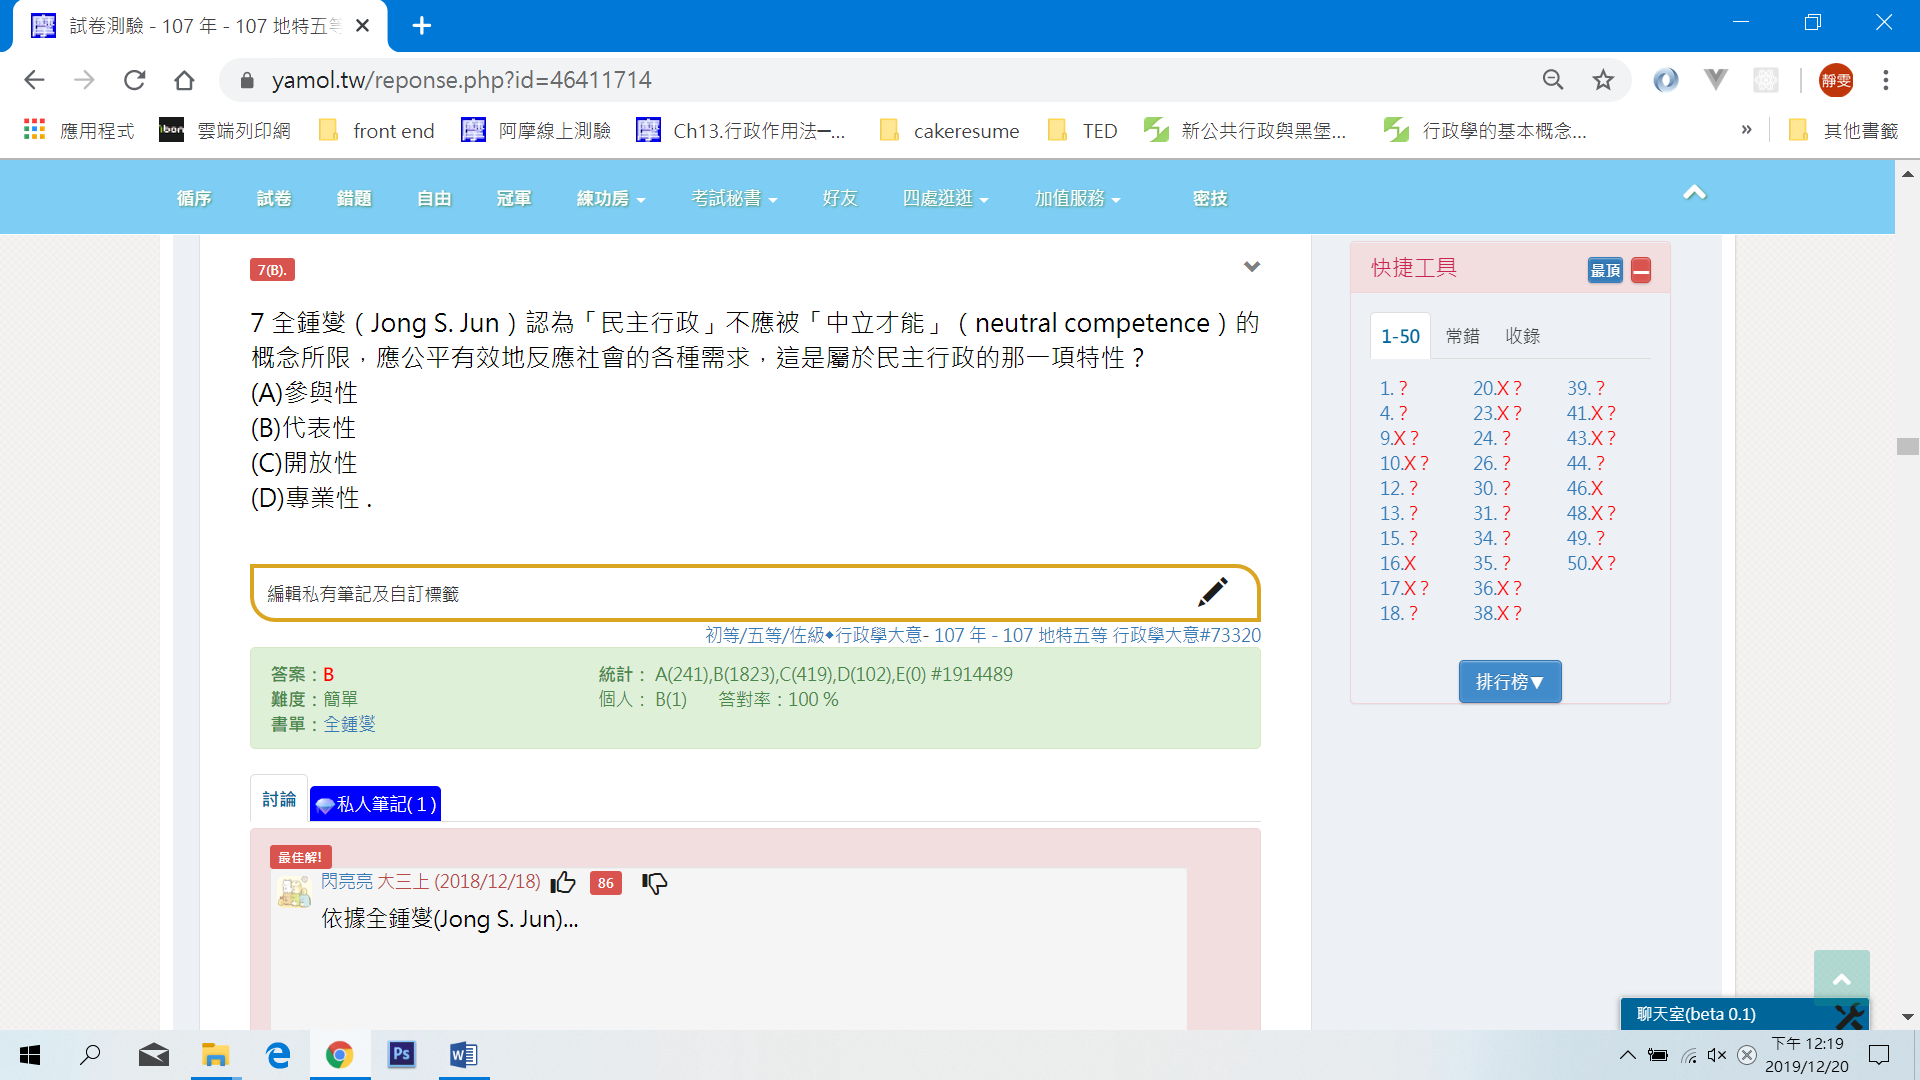 試卷測驗 - 107 年 - 107 地特五等
yamol.tw/reponse.php?id=46411714
靜雯
應用程式
ibon
雲端列印網
front end
阿摩線上測驗
Ch13.行政作用法─...
cakeresume
TED
新公共行政與黑堡...
行政學的基本概念...
»
其他書籤
循序 試卷 錯題 自由 冠軍 練功房 考試秘書 好友 四處逛逛 加值服務 密技
7(B).
7 全鍾燮（Jong S. Jun）認為「民主行政」不應被「中立才能」（neutral competence）的
概念所限，應公平有效地反應社會的各種需求，這是屬於民主行政的那一項特性？
(A)參與性
(B)代表性
(C)開放性
(D)專業性 .
編輯私有筆記及自訂標籤
初等/五等/佐級◆行政學大意- 107 年 - 107 地特五等 行政學大意#73320
答案：B
難度：簡單
書單：全鍾燮
統計： A(241),B(1823),C(419),D(102),E(0) #1914489
個人： B(1) 答對率：100 %
討論
私人筆記( 1 )
最佳解!
閃亮亮 大三上 (2018/12/18) 86
依據全鍾燮(Jong S. Jun)...
快捷工具
最頂
1-50 常錯 收錄
1. ? 20.X ? 39. ?
4. ? 23.X ? 41.X ?
9.X ? 24. ? 43.X ?
10.X ? 26. ? 44. ?
12. ? 30. ? 46.X
13. ? 31. ? 48.X ?
15. ? 34. ? 49. ?
16.X 35. ? 50.X ?
17.X ? 36.X ?
18. ? 38.X ?
排行榜▼
聊天室(beta 0.1)
Ps
下午 12:19
2019/12/20